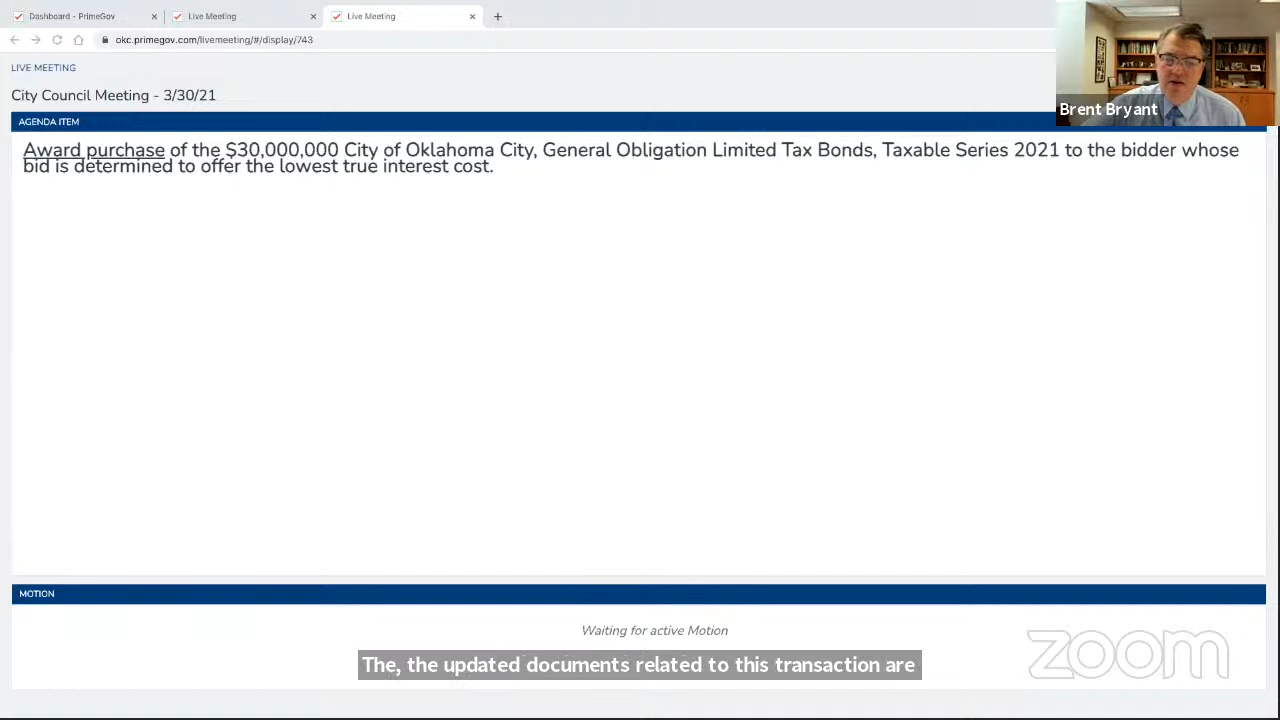 Dashboard - PrimeGov
Live Meeting
Live Meeting
okc.primegov.com/livemeeting/#/display/743
LIVE MEETING
City Council Meeting - 3/30/21
Brent Bryant
AGENDA ITEM
Award purchase of the $30,000,000 City of Oklahoma City, General Obligation Limited Tax Bonds, Taxable Series 2021 to the bidder whose
bid is determined to offer the lowest true interest cost.
MOTION
Waiting for active Motion
The, the updated documents related to this transaction are
zoom